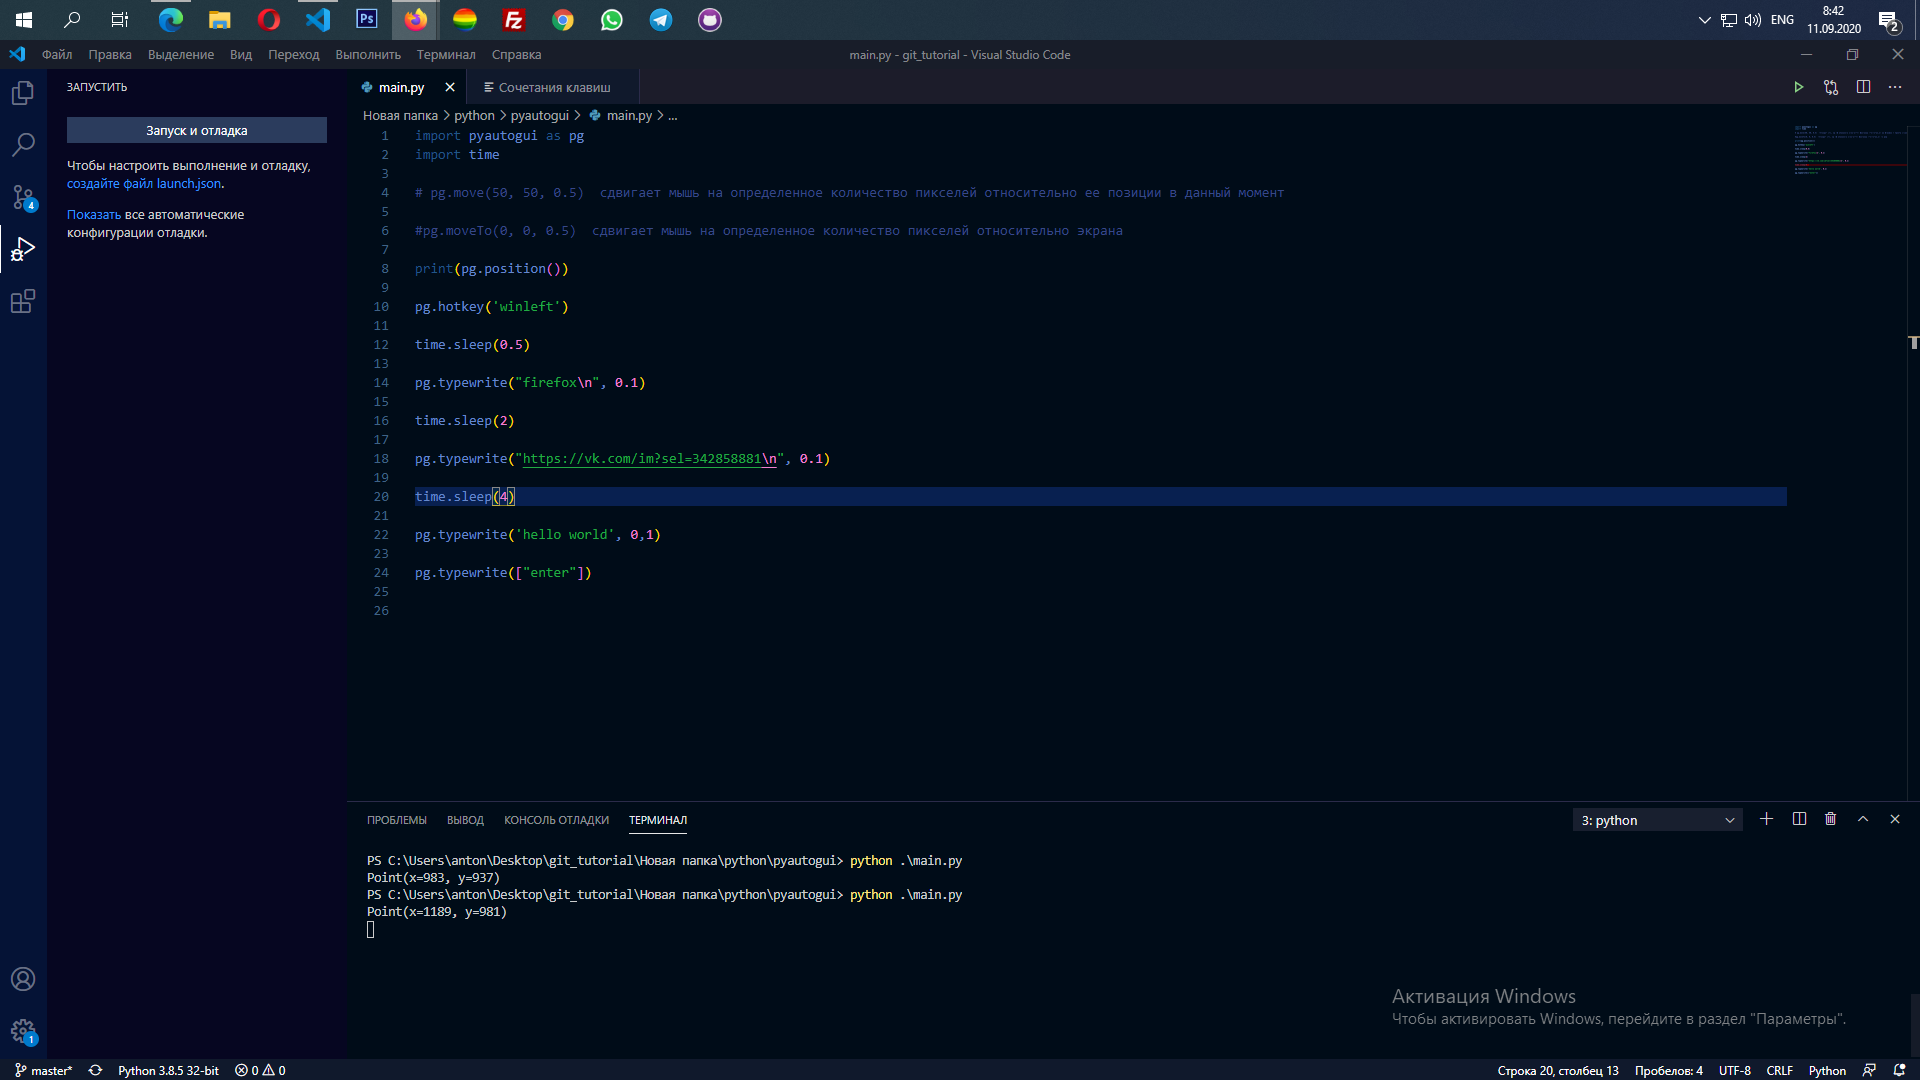 Ps
Fz
ENG
8:42
11.09.2020
2
Файл Правка Выделение Вид Переход Выполнить Терминал Справка
main.py - git_tutorial - Visual Studio Code
ЗАПУСТИТЬ
Запуск и отладка
Чтобы настроить выполнение и отладку,
создайте файл launch.json.
Показать все автоматические
конфигурации отладки.
4
1
main.py
Сочетания клавиш
Новая папка > python > pyautogui > main.py > ...
1 import pyautogui as pg
2 import time
3
4 # pg.move(50, 50, 0.5)  сдвигает мышь на определенное количество пикселей относительно ее позиции в данный момент
5
6 #pg.moveTo(0, 0, 0.5)  сдвигает мышь на определенное количество пикселей относительно экрана
7
8 print(pg.position())
9
10 pg.hotkey('winleft')
11
12 time.sleep(0.5)
13
14 pg.typewrite("firefox\n", 0.1)
15
16 time.sleep(2)
17
18 pg.typewrite("https://vk.com/im?sel=342858881\n", 0.1)
19
20 time.sleep(4)
21
22 pg.typewrite('hello world', 0,1)
23
24 pg.typewrite(["enter"])
25
26
ПРОБЛЕМЫ ВЫВОД КОНСОЛЬ ОТЛАДКИ ТЕРМИНАЛ
3: python
PS C:\Users\anton\Desktop\git_tutorial\Новая папка\python\pyautogui> python .\main.py
Point(x=983, y=937)
PS C:\Users\anton\Desktop\git_tutorial\Новая папка\python\pyautogui> python .\main.py
Point(x=1189, y=981)
Активация Windows
Чтобы активировать Windows, перейдите в раздел "Параметры".
master* Python 3.8.5 32-bit 0 0
Строка 20, столбец 13 Пробелов: 4 UTF-8 CRLF Python